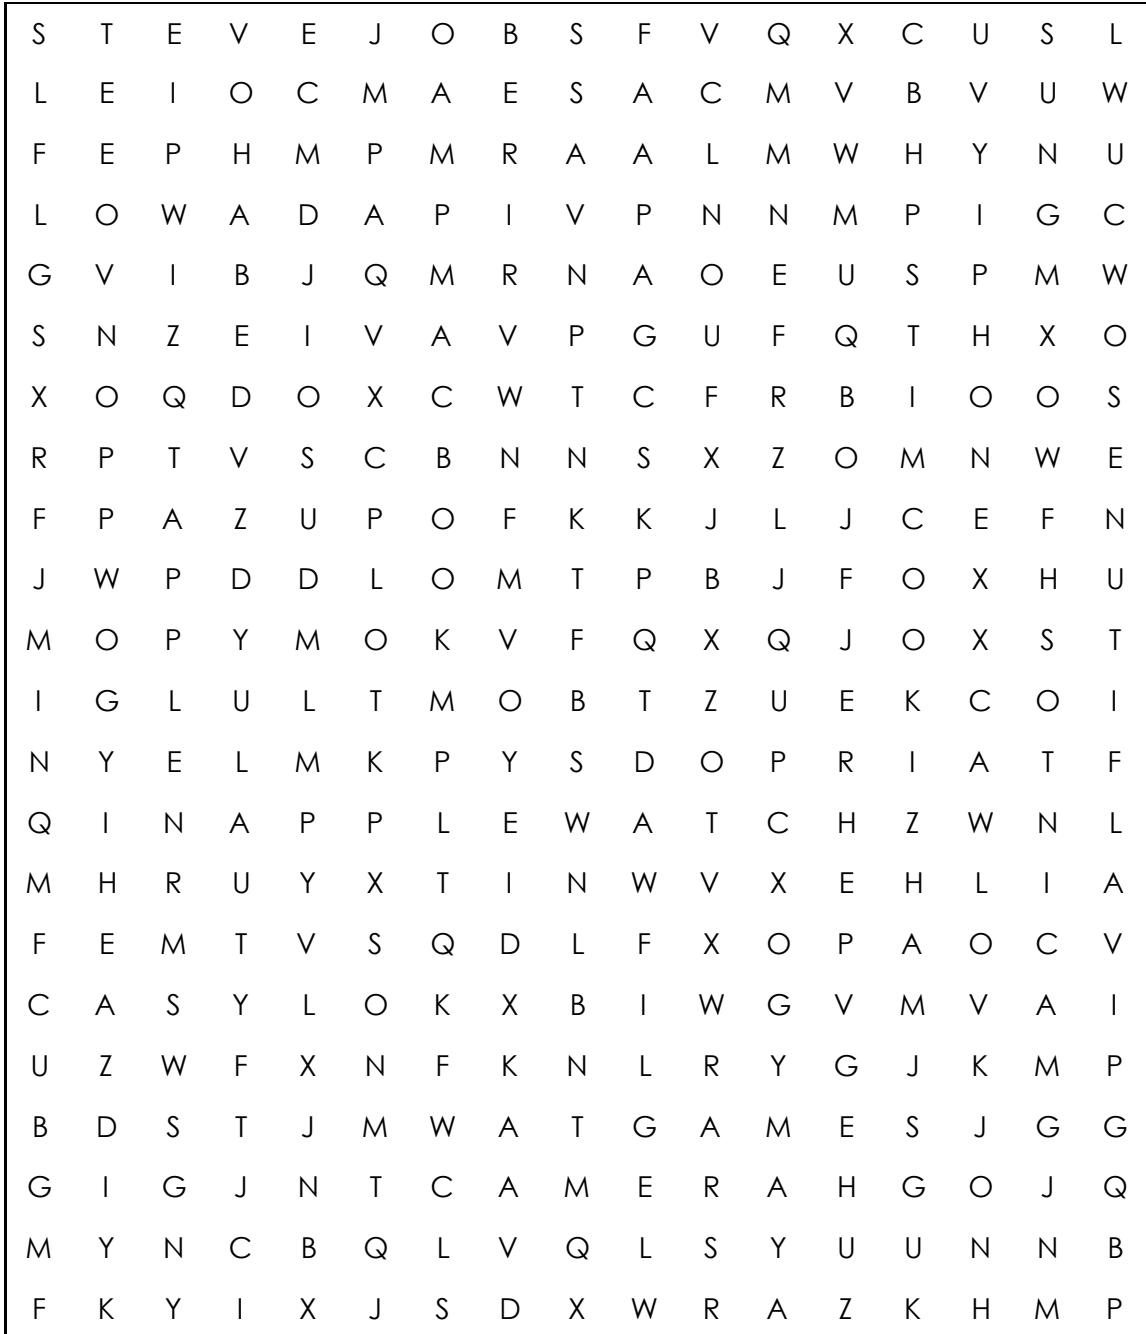 S T E V E J O B S F V Q X C U S L
L E I O C M A E S A C M V B V U W
F E P H M P M R A A L M W H Y N U
L O W A D A P I V P N N M P I G C
G V I B J Q M R N A O E U S P M W
S N Z E I V A V P G U F Q T H X O
X O Q D O X C W T C F R B I O O S
R P T V S C B N N S X Z O M N W E
F P A Z U P O F K K J L J C E F N
J W P D D L O M T P B J F O X H U
M O P Y M O K V F Q X Q J O X S T
I G L U L T M O B T Z U E K C O I
N Y E L M K P Y S D O P R I A T F
Q I N A P P L E W A T C H Z W N L
M H R U Y X T I N W V X E H L I A
F E M T V S Q D L F X O P A O C V
C A S Y L O K X B I W G V M V A I
U Z W F X N F K N L R Y G J K M P
B D S T J M W A T G A M E S J G G
G I G J N T C A M E R A H G O J Q
M Y N C B Q L V Q L S Y U U N N B
F K Y I X J S D X W R A Z K H M P